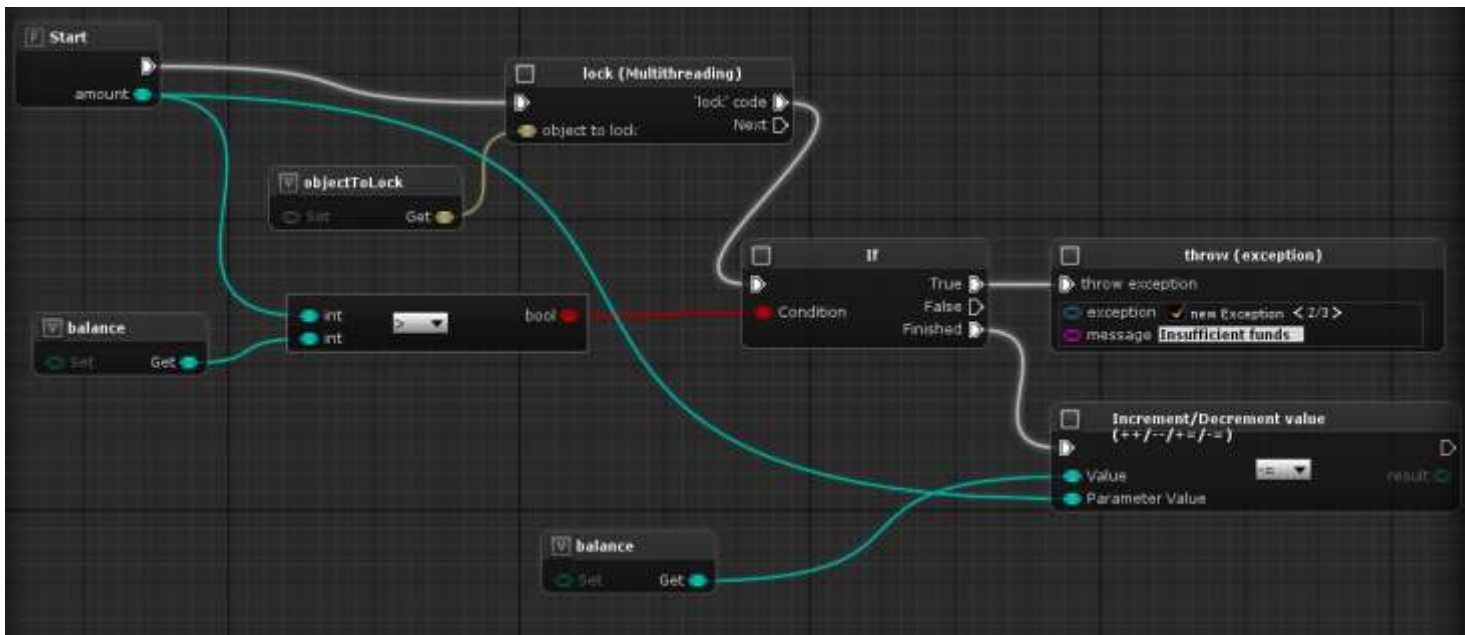 Start
amount
lock (Multithreading)
'lock' code
object to lock
Next
objectToLock
Set
Get
balance
Set
Get
int
int
>
bool
If
True
Condition
False
Finished
throw (exception)
throw exception
exception new Exception < 2/3 >
message Insufficient funds
Increment/Decrement value
(++/--/+=/-=)
Value
-=
result
Parameter Value
balance
Set
Get